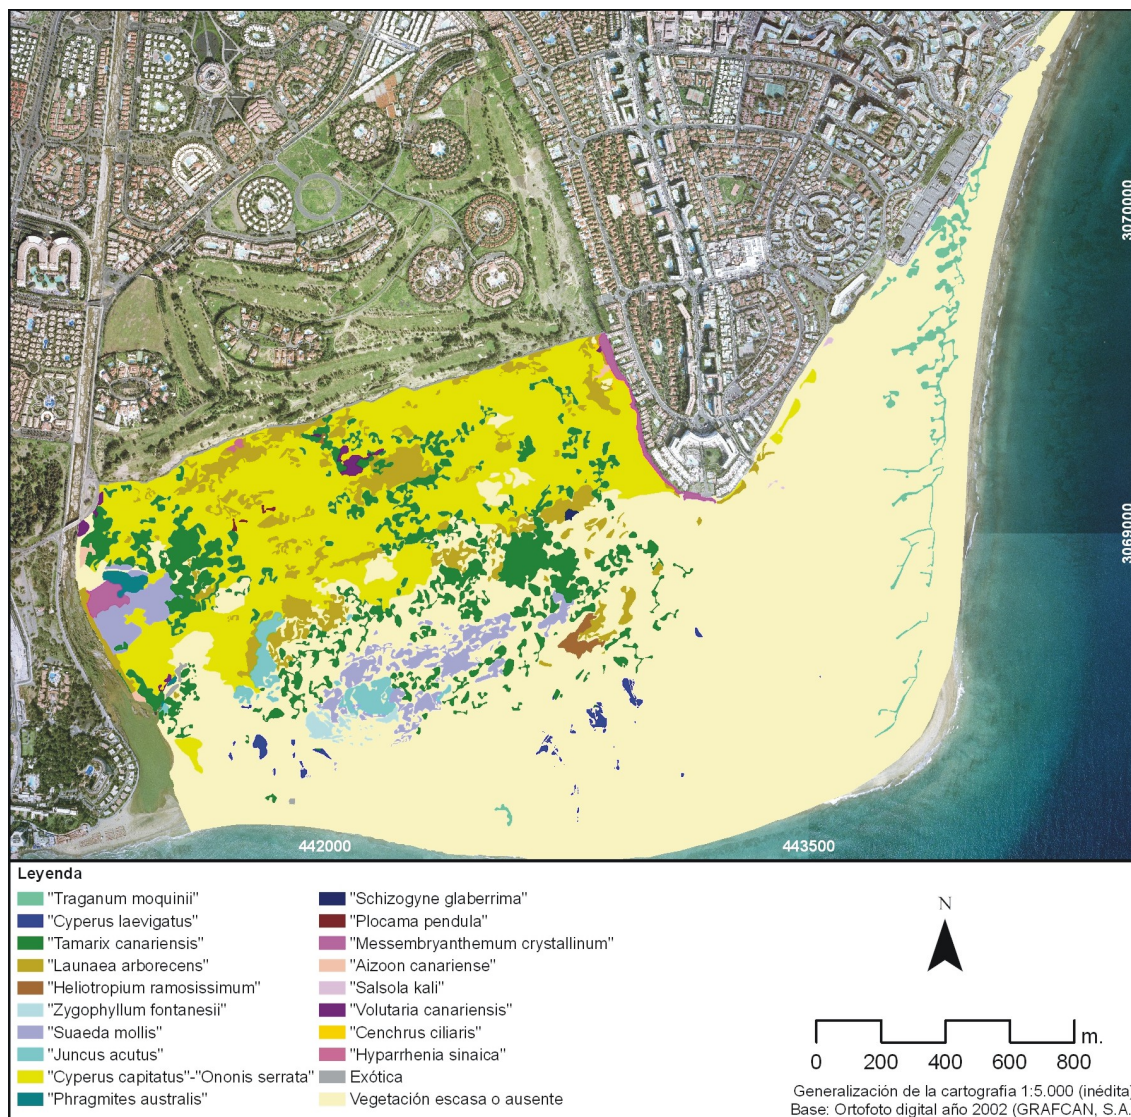 3070000
3069000
442000
443500
Leyenda
"Traganum moquinii"
"Cyperus laevigatus"
"Tamarix canariensis"
"Launaea arborecens"
"Heliotropium ramosissimum"
"Zygophyllum fontanesii"
"Suaeda mollis"
"Juncus acutus"
"Cyperus capitatus"-"Ononis serrata"
"Phragmites australis"
"Schizogyne glaberrima"
"Plocama pendula"
"Messembryanthemum crystallinum"
"Aizoon canariense"
"Salsola kali"
"Volutaria canariensis"
"Cenchrus ciliaris"
"Hyparrhenia sinaica"
Exótica
Vegetación escasa o ausente
N
m.
0 200 400 600 800
Generalización de la cartografía 1:5.000 (inédita)
Base: Ortofoto digital año 2002 (GRAFCAN, S.A.